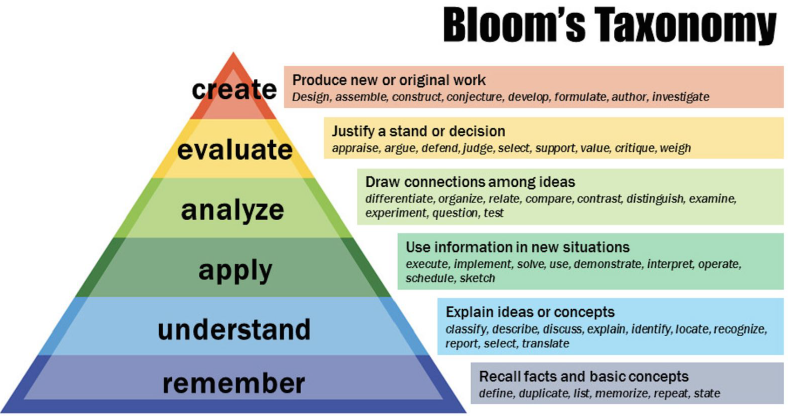 Bloom's Taxonomy
create
Produce new or original work
Design, assemble, construct, conjecture, develop, formulate, author, investigate
evaluate
Justify a stand or decision
appraise, argue, defend, judge, select, support, value, critique, weigh
analyze
Draw connections among ideas
differentiate, organize, relate, compare, contrast, distinguish, examine,
experiment, question, test
apply
Use information in new situations
execute, implement, solve, use, demonstrate, interpret, operate,
schedule, sketch
understand
Explain ideas or concepts
classify, describe, discuss, explain, identify, locate, recognize,
report, select, translate
remember
Recall facts and basic concepts
define, duplicate, list, memorize, repeat, state